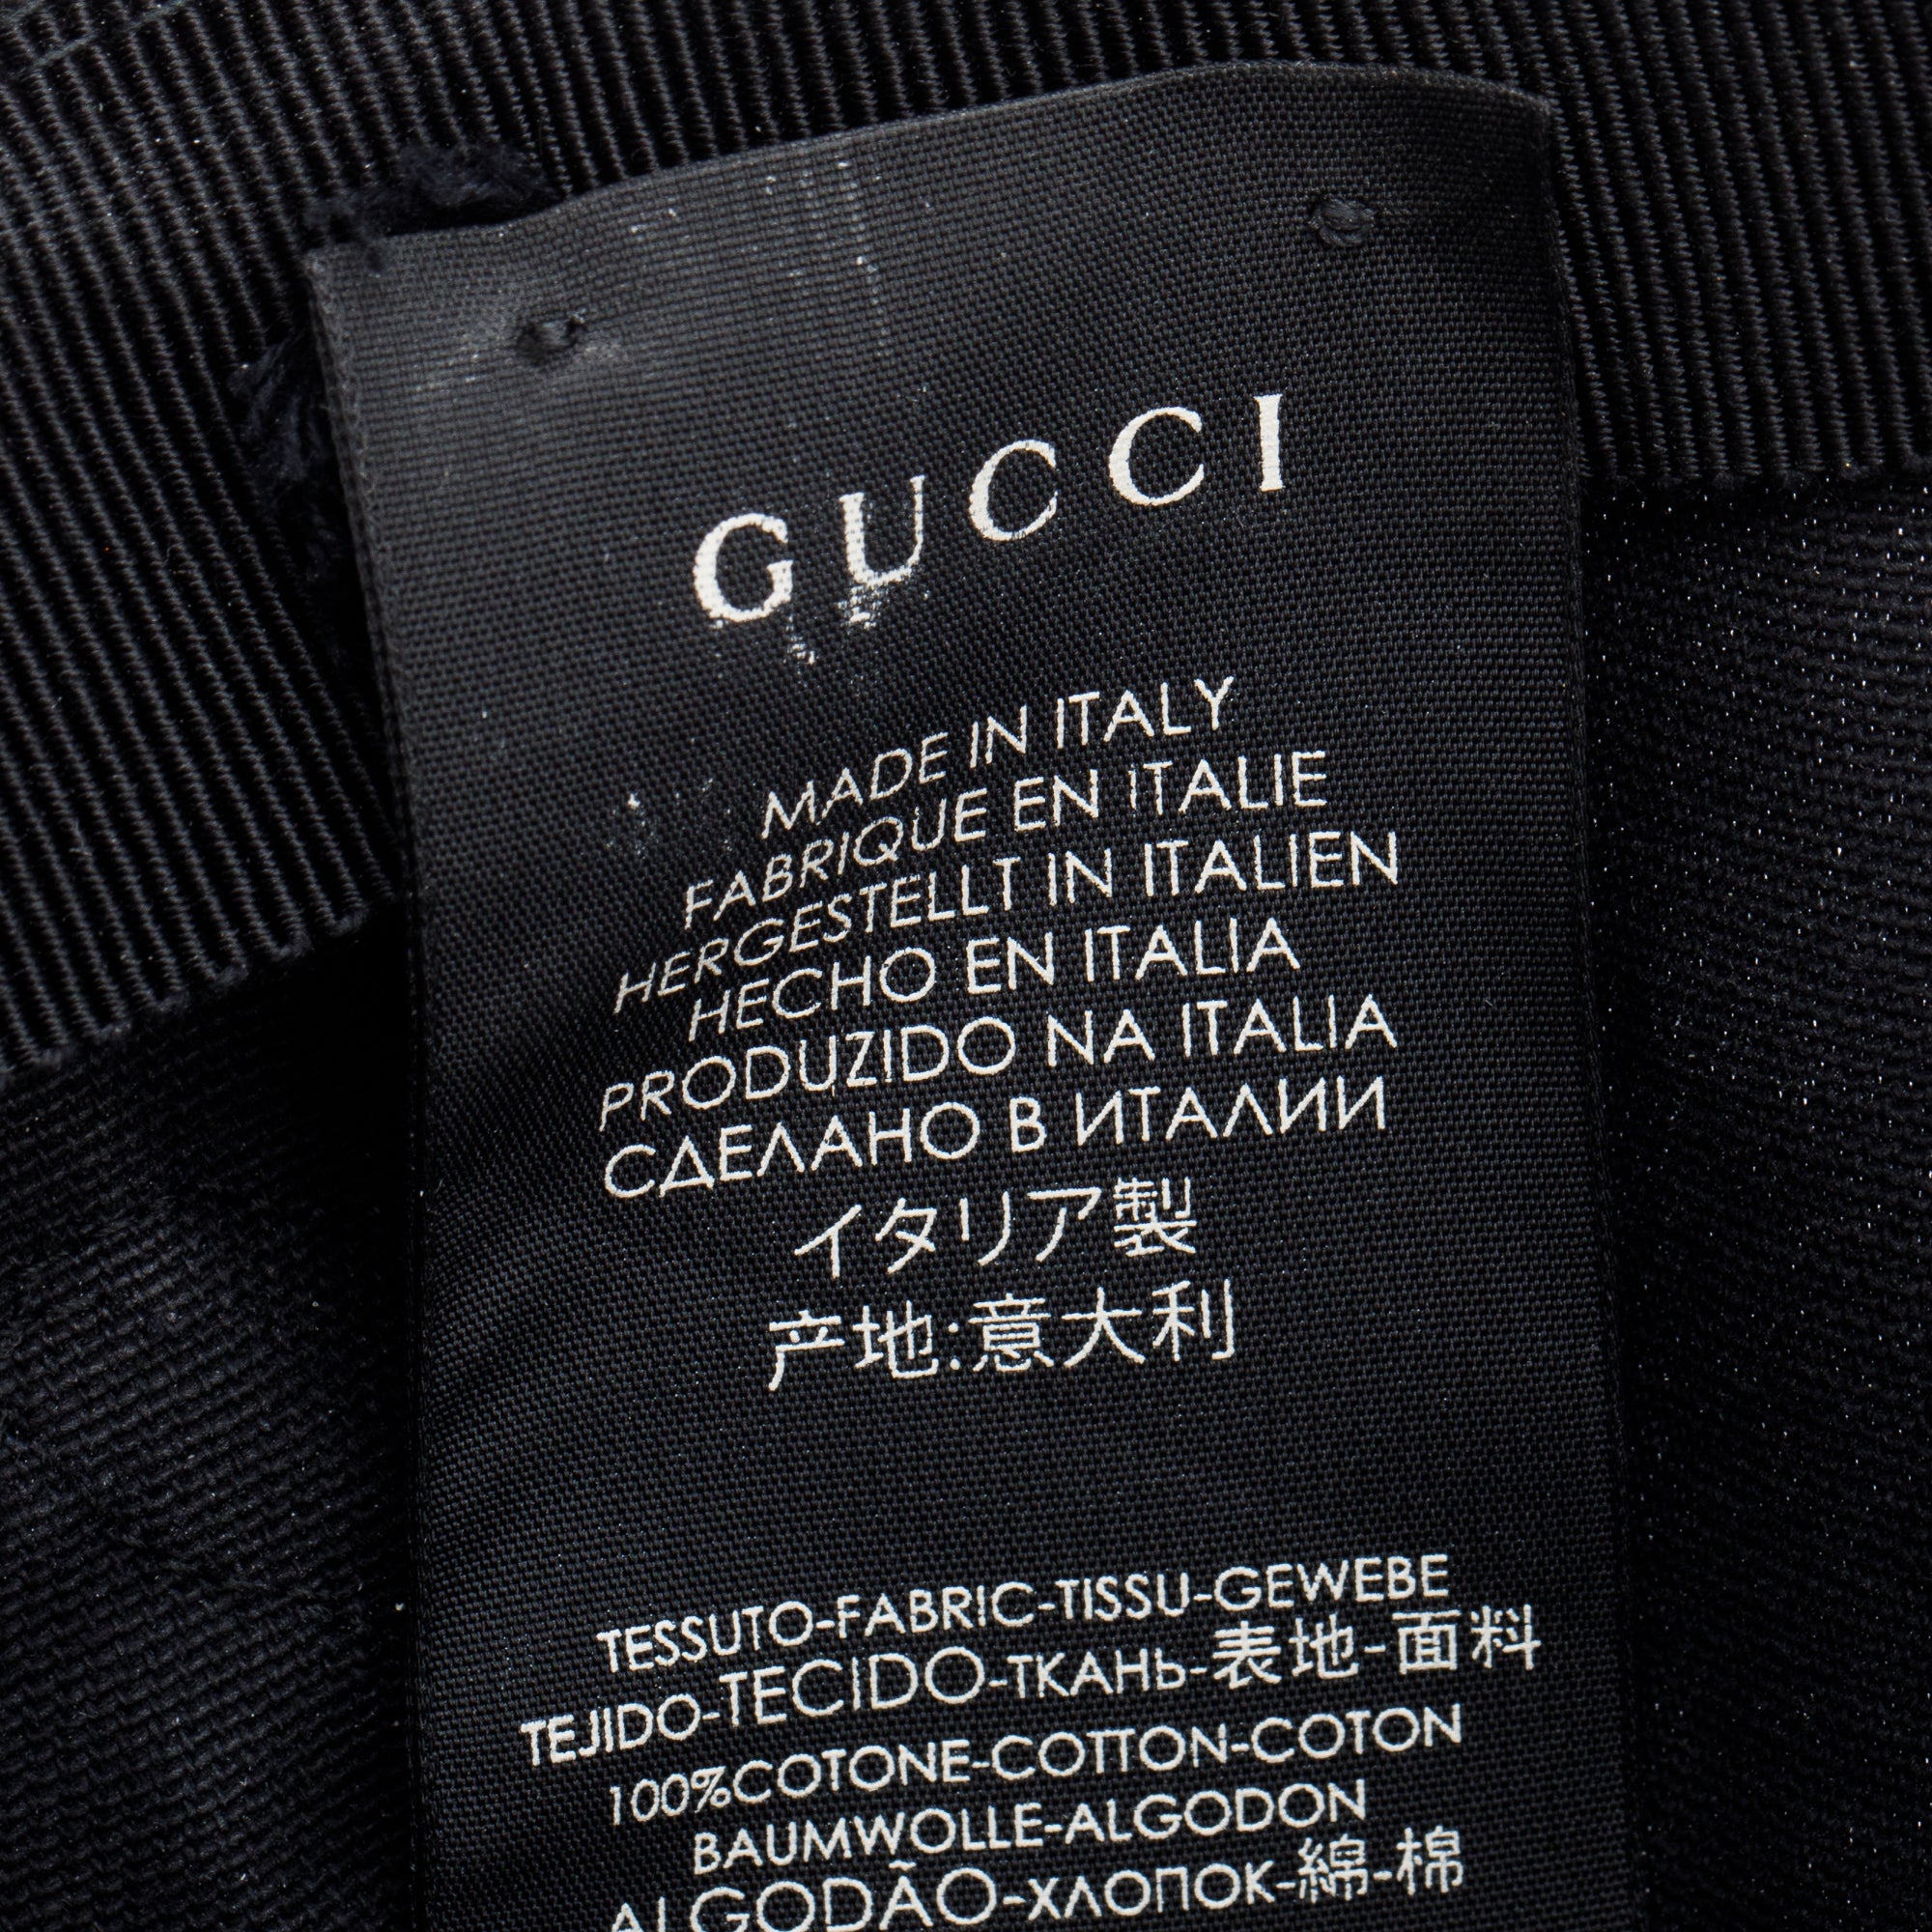 GUCCI
MADE IN ITALY
FABRIQUE EN ITALIE
HERGESTELLT IN ITALIEN
HECHO EN ITALIA
PRODUZIDO NA ITALIA
СДЕЛАНО В ИТАЛИИ
イタリア製
产地:意大利
TESSUTO-FABRIC-TISSU-GEWEBE
TEJIDO-TECIDO-ТКАНЬ-表地-面料
100%COTONE-COTTON-COTON
BAUMWOLLE-ALGODON
ALGODÃO-ХЛОПОК-綿-棉